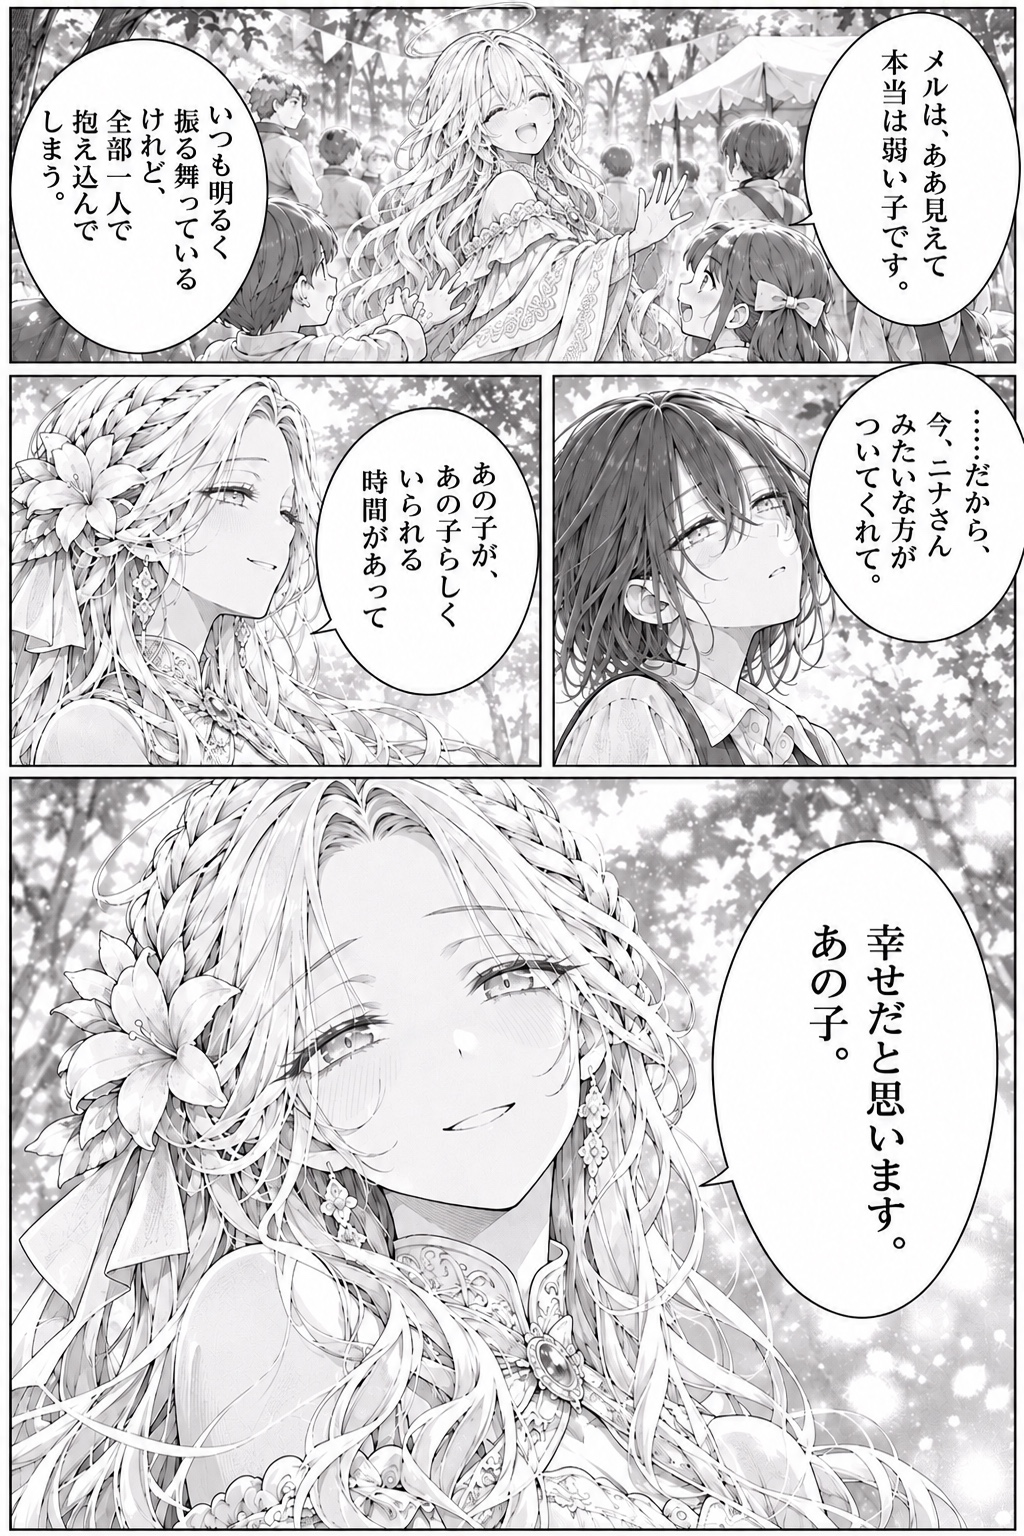 メルは、ああ見えて
本当は弱い子です。
いつも明るく
振る舞っている
けれど、
全部一人で
抱え込んで
しまう。
……だから、
今、ニナさん
みたいな方が
ついてくれて。
あの子が、
あの子らしく
いられる
時間があって
幸せだと思います。
あの子。